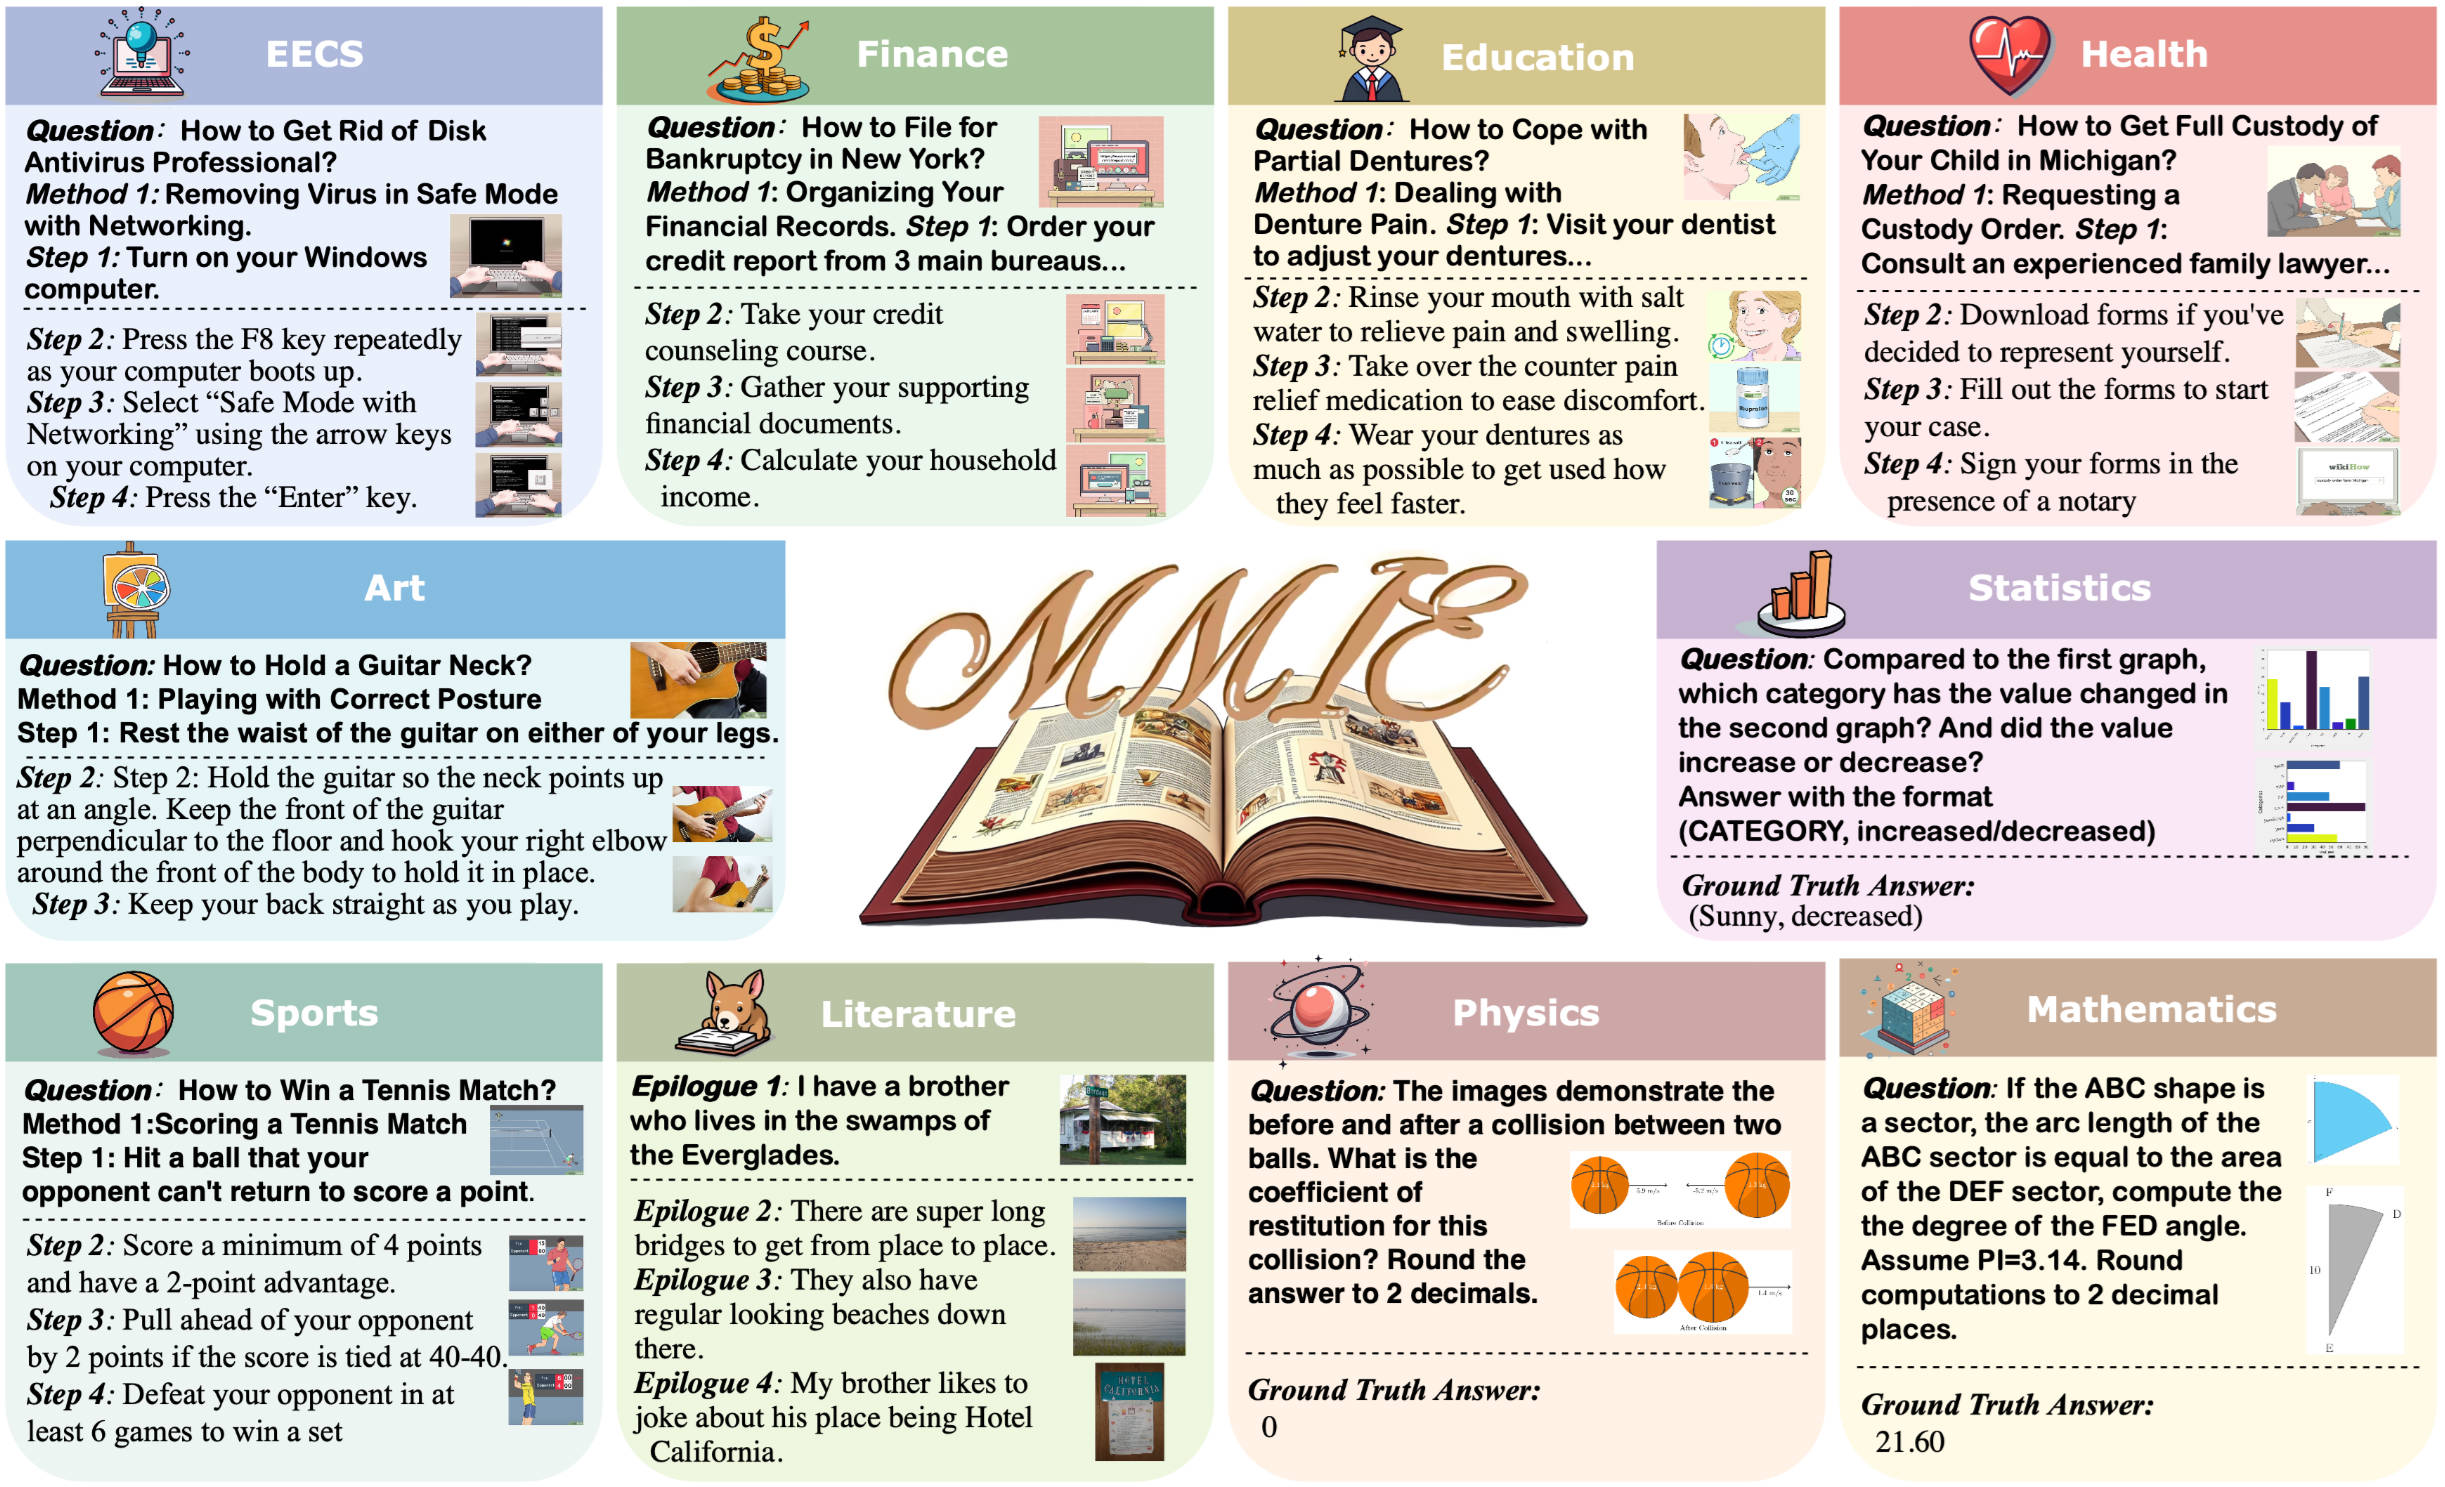 EECS
Question: How to Get Rid of Disk
Antivirus Professional?
Method 1: Removing Virus in Safe Mode
with Networking.
Step 1: Turn on your Windows
computer.
Step 2: Press the F8 key repeatedly
as your computer boots up.
Step 3: Select “Safe Mode with
Networking” using the arrow keys
on your computer.
Step 4: Press the “Enter” key.
Finance
Question: How to File for
Bankruptcy in New York?
Method 1: Organizing Your
Financial Records. Step 1: Order your
credit report from 3 main bureaus...
Step 2: Take your credit
counseling course.
Step 3: Gather your supporting
financial documents.
Step 4: Calculate your household
income.
Education
Question: How to Cope with
Partial Dentures?
Method 1: Dealing with
Denture Pain. Step 1: Visit your dentist
to adjust your dentures...
Step 2: Rinse your mouth with salt
water to relieve pain and swelling.
Step 3: Take over the counter pain
relief medication to ease discomfort.
Step 4: Wear your dentures as
much as possible to get used how
they feel faster.
30
SEC
Health
Question: How to Get Full Custody of
Your Child in Michigan?
Method 1: Requesting a
Custody Order. Step 1:
Consult an experienced family lawyer...
Step 2: Download forms if you've
decided to represent yourself.
Step 3: Fill out the forms to start
your case.
Step 4: Sign your forms in the
presence of a notary
wikiHow
Art
Question: How to Hold a Guitar Neck?
Method 1: Playing with Correct Posture
Step 1: Rest the waist of the guitar on either of your legs.
Step 2: Step 2: Hold the guitar so the neck points up
at an angle. Keep the front of the guitar
perpendicular to the floor and hook your right elbow
around the front of the body to hold it in place.
Step 3: Keep your back straight as you play.
MMIE
Statistics
Question: Compared to the first graph,
which category has the value changed in
the second graph? And did the value
increase or decrease?
Answer with the format
(CATEGORY, increased/decreased)
Ground Truth Answer:
(Sunny, decreased)
Sports
Question: How to Win a Tennis Match?
Method 1:Scoring a Tennis Match
Step 1: Hit a ball that your
opponent can't return to score a point.
Step 2: Score a minimum of 4 points
and have a 2-point advantage.
Step 3: Pull ahead of your opponent
by 2 points if the score is tied at 40-40.
Step 4: Defeat your opponent in at
least 6 games to win a set
Literature
Epilogue 1: I have a brother
who lives in the swamps of
the Everglades.
Epilogue 2: There are super long
bridges to get from place to place.
Epilogue 3: They also have
regular looking beaches down
there.
Epilogue 4: My brother likes to
joke about his place being Hotel
California.
HOTEL
CALIFORNIA
Physics
Question: The images demonstrate the
before and after a collision between two
balls. What is the
coefficient of
restitution for this
collision? Round the
answer to 2 decimals.
5.9 m/s
-5.2 m/s
Before Collision
1.4 m/s
After Collision
Ground Truth Answer:
0
Mathematics
Question: If the ABC shape is
a sector, the arc length of the
ABC sector is equal to the area
of the DEF sector, compute the
the degree of the FED angle.
Assume PI=3.14. Round
computations to 2 decimal
places.
F
D
10
E
Ground Truth Answer:
21.60